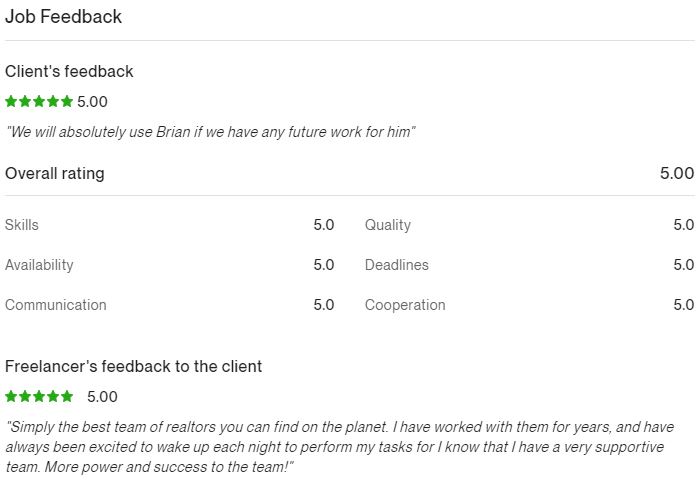 Job Feedback
Client's feedback
5.00
"We will absolutely use Brian if we have any future work for him"
Overall rating 5.00
Skills 5.0 Quality 5.0
Availability 5.0 Deadlines 5.0
Communication 5.0 Cooperation 5.0
Freelancer's feedback to the client
5.00
"Simply the best team of realtors you can find on the planet. I have worked with them for years, and have
always been excited to wake up each night to perform my tasks for I know that I have a very supportive
team. More power and success to the team!"